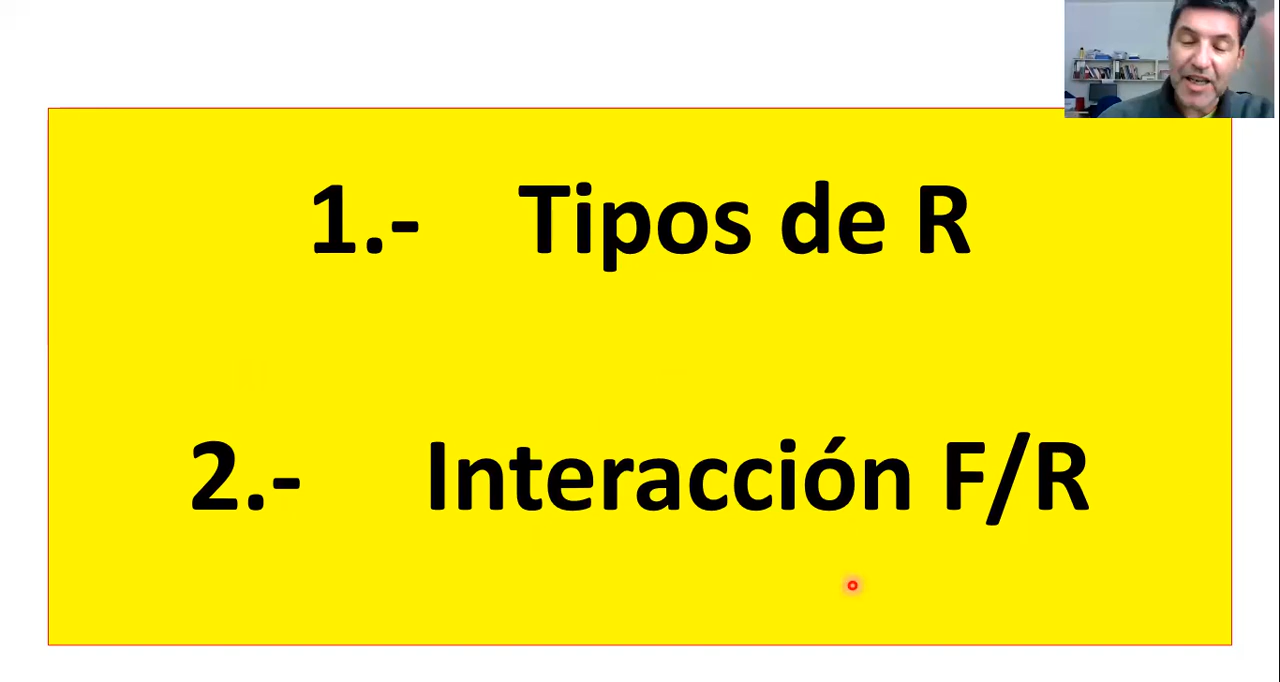 1.- Tipos de R
2.- Interacción F/R